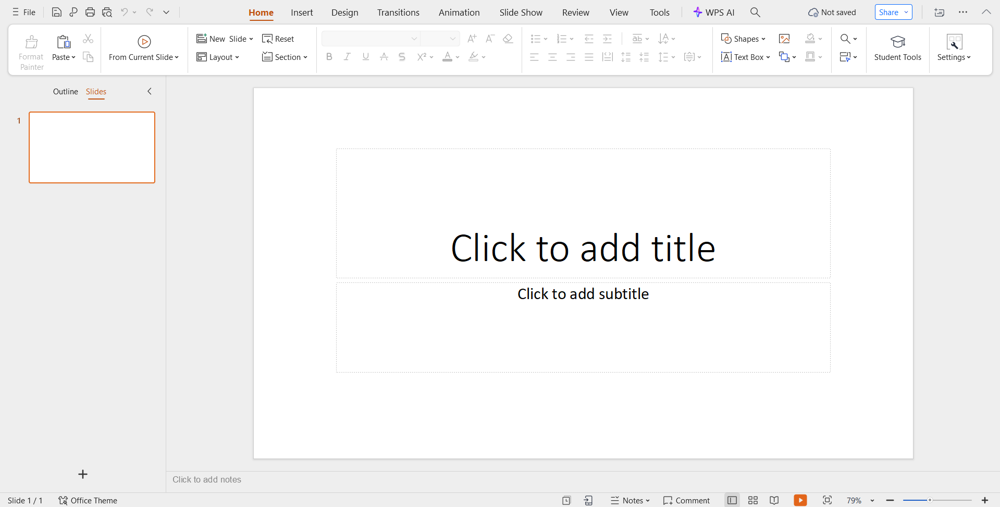 File
Home Insert Design Transitions Animation Slide Show Review View Tools WPS AI Not saved Share
Format Painter Paste From Current Slide New Slide Reset Layout Section Shapes Text Box Student Tools Settings
Outline Slides
1
Click to add title
Click to add subtitle
Click to add notes
Slide 1 / 1 Office Theme Notes Comment 79%